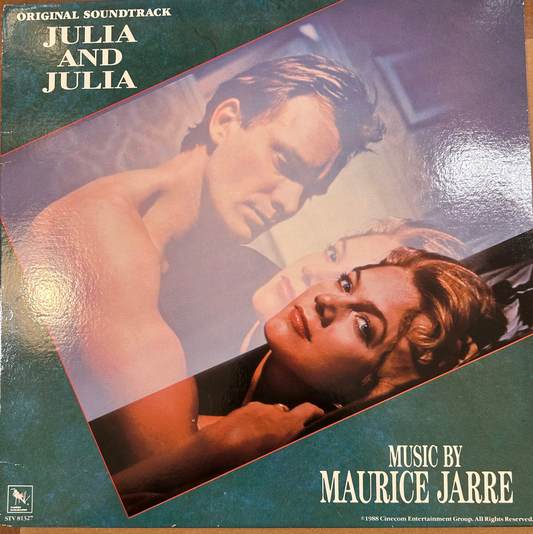 ORIGINAL SOUNDTRACK
JULIA
AND
JULIA
MUSIC BY
MAURICE JARRE
STV 81327
©1988 Cinecom Entertainment Group. All Rights Reserved.